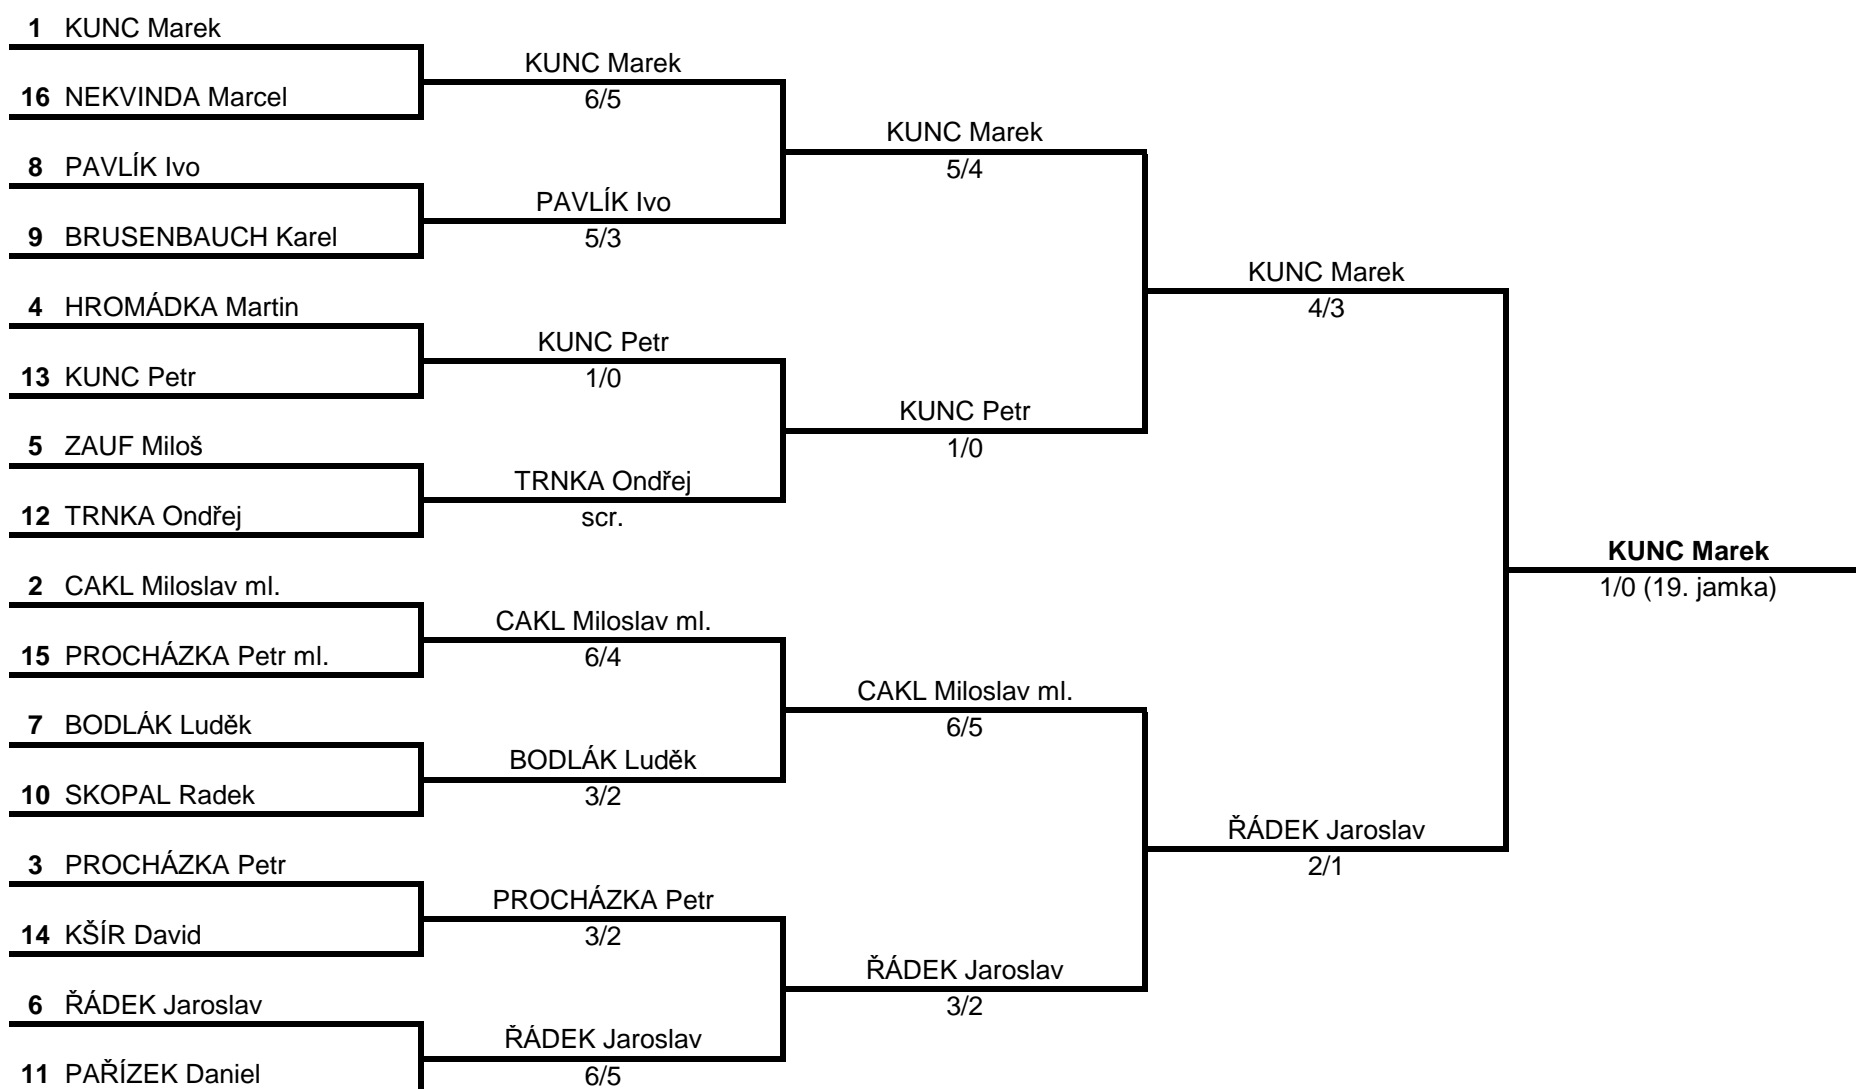 1 KUNC Marek
KUNC Marek
16 NEKVINDA Marcel
6/5
KUNC Marek
8 PAVLÍK Ivo
5/4
PAVLÍK Ivo
9 BRUSENBAUCH Karel
5/3
KUNC Marek
4 HROMÁDKA Martin
4/3
KUNC Petr
13 KUNC Petr
1/0
KUNC Petr
5 ZAUF Miloš
1/0
TRNKA Ondřej
12 TRNKA Ondřej
scr.
KUNC Marek
2 CAKL Miloslav ml.
1/0 (19. jamka)
CAKL Miloslav ml.
15 PROCHÁZKA Petr ml.
6/4
CAKL Miloslav ml.
7 BODLÁK Luděk
6/5
BODLÁK Luděk
10 SKOPAL Radek
3/2
ŘÁDEK Jaroslav
3 PROCHÁZKA Petr
2/1
PROCHÁZKA Petr
14 KŠÍR David
3/2
ŘÁDEK Jaroslav
6 ŘÁDEK Jaroslav
3/2
ŘÁDEK Jaroslav
11 PAŘÍZEK Daniel
6/5